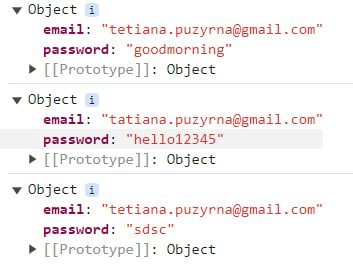 ▼ Object i
email: "tetiana.puzyrna@gmail.com"
password: "goodmorning"
▶ [[Prototype]]: Object
▼ Object i
email: "tatiana.puzyrna@gmail.com"
password: "hello12345"
▶ [[Prototype]]: Object
▼ Object i
email: "tetiana.puzyrna@gmail.com"
password: "sdsc"
▶ [[Prototype]]: Object